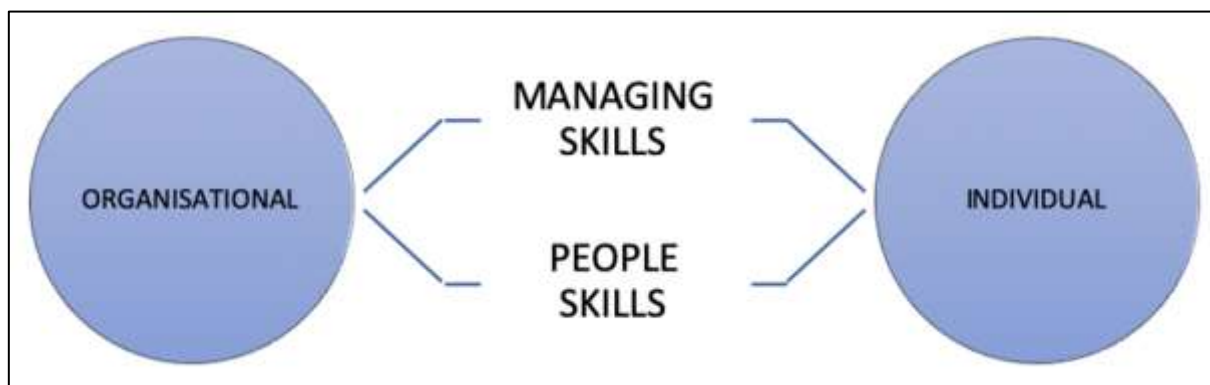 ORGANISATIONAL
MANAGING
SKILLS
PEOPLE
SKILLS
INDIVIDUAL